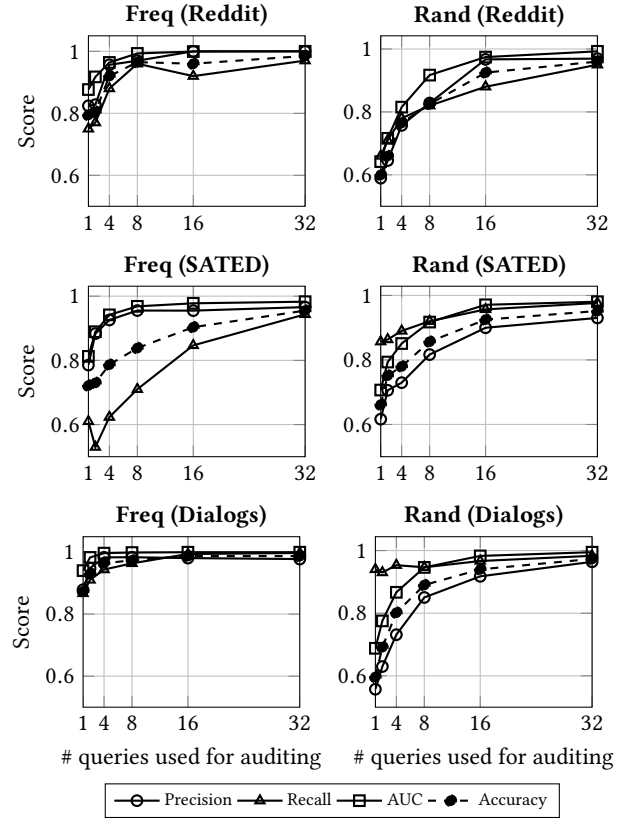 Freq (Reddit)
Rand (Reddit)
Score
1
0.8
0.6
1 4 8 16 32
1
0.8
0.6
1 4 8 16 32
Freq (SATED)
Rand (SATED)
Score
1
0.8
0.6
1 4 8 16 32
1
0.8
0.6
1 4 8 16 32
Freq (Dialogs)
Rand (Dialogs)
Score
1
0.8
0.6
1 4 8 16 32
1
0.8
0.6
1 4 8 16 32
# queries used for auditing
# queries used for auditing
Precision Recall AUC Accuracy